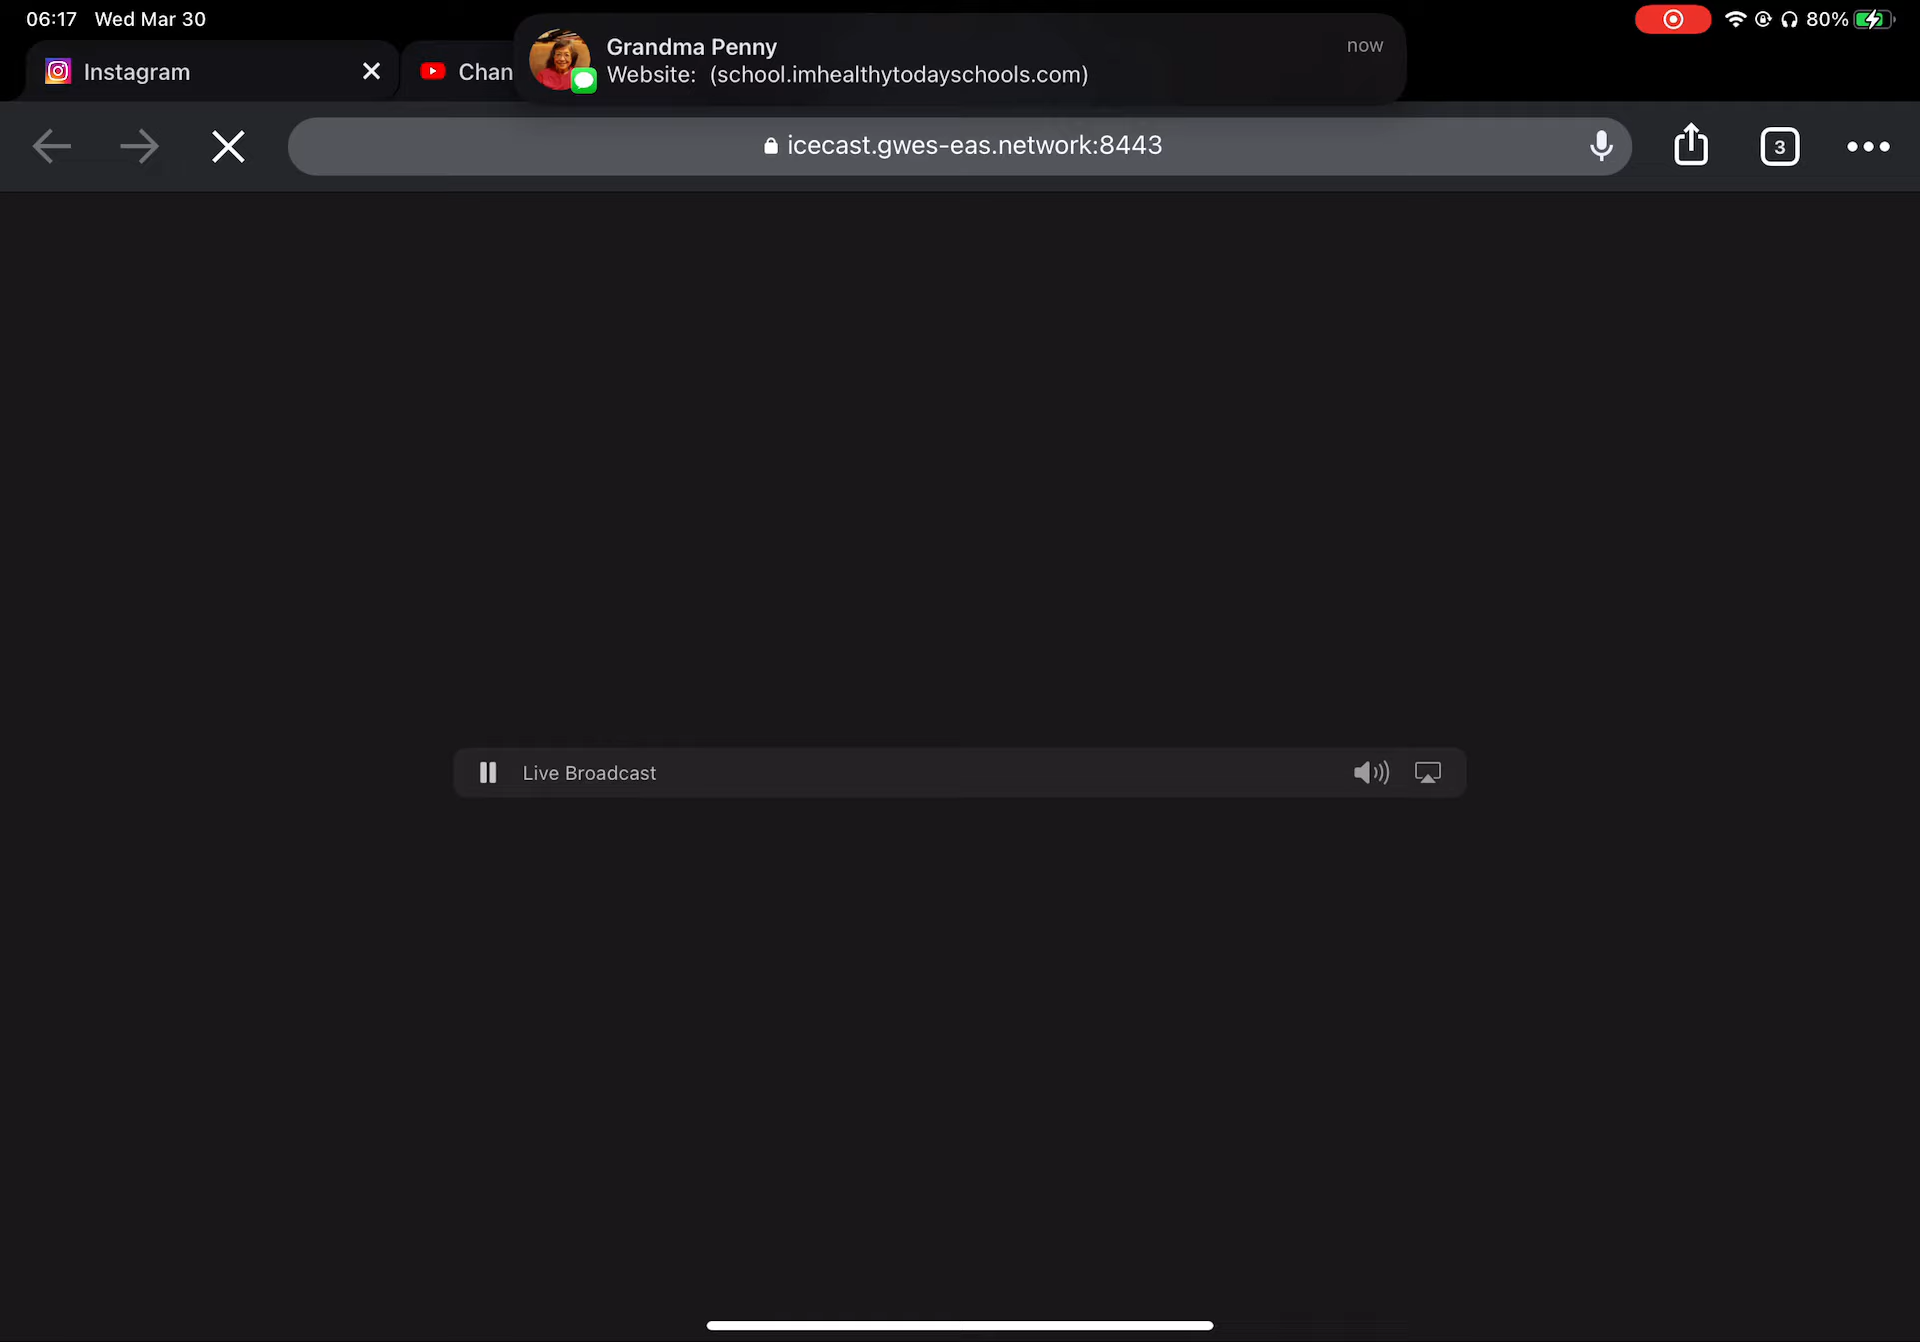 06:17 Wed Mar 30
80%
Grandma Penny
now
Website: (school.imhealthytodayschools.com)
Instagram
Chan
icecast.gwes-eas.network:8443
3
Live Broadcast